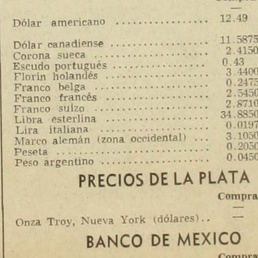 Compra
—
Dólar americano ........... 12.49
—
Dólar canadiense ........... 11.5875
Corona sueca ........... 2.4150
Escudo portugués ........... 0.43
Florín holandés ........... 3.4400
Franco belga ........... 0.2475
Franco francés ........... 2.5450
Franco suizo ........... 2.8710
Libra esterlina ........... 34.8850
Lira italiana ........... 0.0197
Marco alemán (zona occidental) . 3.1050
Peseta ........... 0.2050
Peso argentino ........... 0.0450
PRECIOS DE LA PLATA
Compra
—
Onza Troy, Nueva York (dólares).. —
BANCO DE MEXICO
Compra